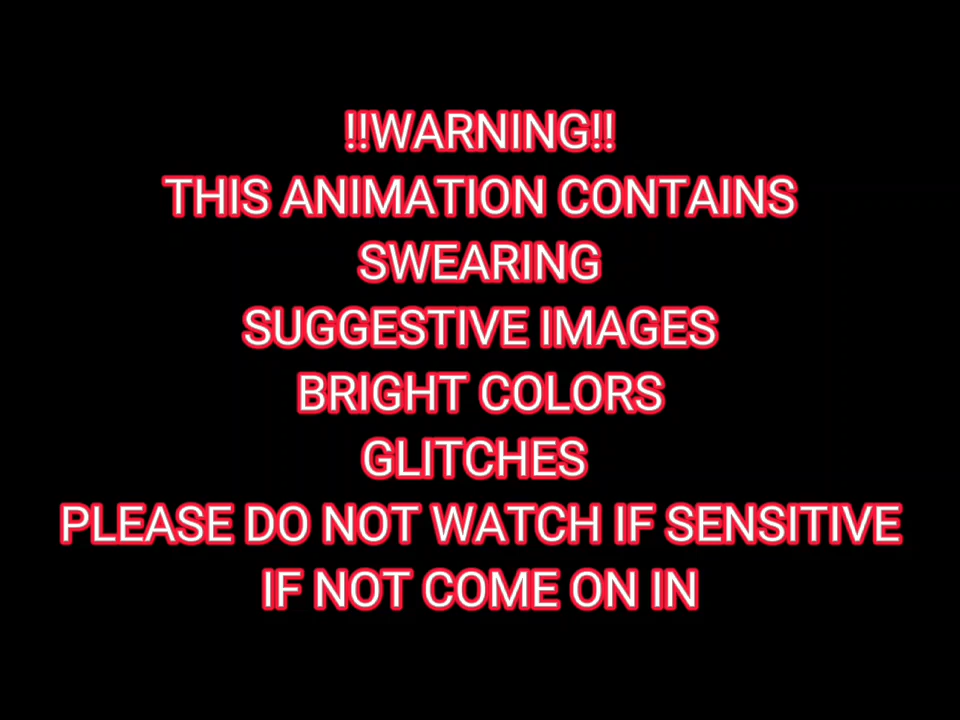 !!WARNING!!
THIS ANIMATION CONTAINS
SWEARING
SUGGESTIVE IMAGES
BRIGHT COLORS
GLITCHES
PLEASE DO NOT WATCH IF SENSITIVE
IF NOT COME ON IN